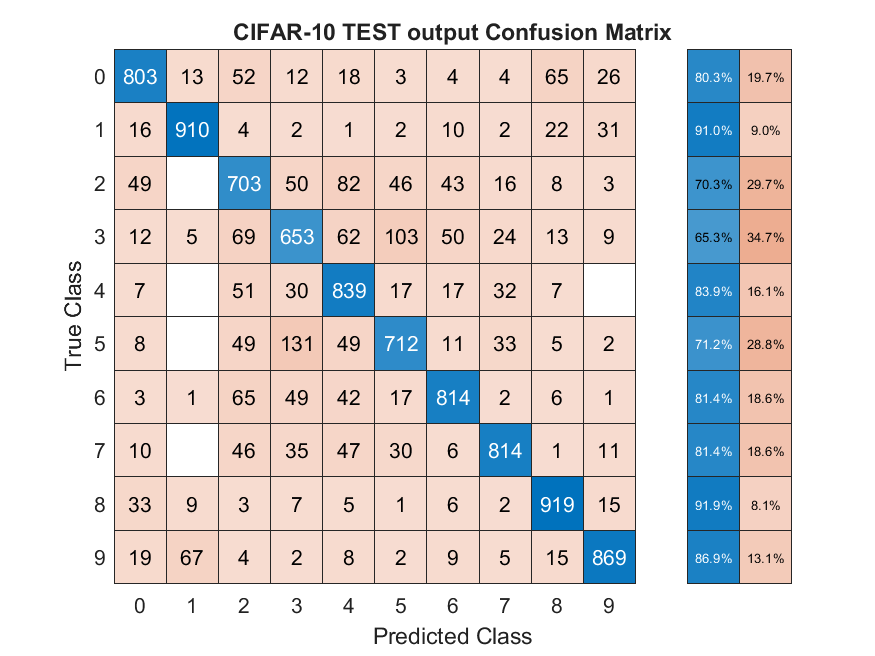 CIFAR-10 TEST output Confusion Matrix
0 803 13 52 12 18 3 4 4 65 26 80.3% 19.7%
1 16 910 4 2 1 2 10 2 22 31 91.0% 9.0%
2 49 703 50 82 46 43 16 8 3 70.3% 29.7%
3 12 5 69 653 62 103 50 24 13 9 65.3% 34.7%
4 7 51 30 839 17 17 32 7 83.9% 16.1%
5 8 49 131 49 712 11 33 5 2 71.2% 28.8%
6 3 1 65 49 42 17 814 2 6 1 81.4% 18.6%
7 10 46 35 47 30 6 814 1 11 81.4% 18.6%
8 33 9 3 7 5 1 6 2 919 15 91.9% 8.1%
9 19 67 4 2 8 2 9 5 15 869 86.9% 13.1%
True Class
0 1 2 3 4 5 6 7 8 9
Predicted Class